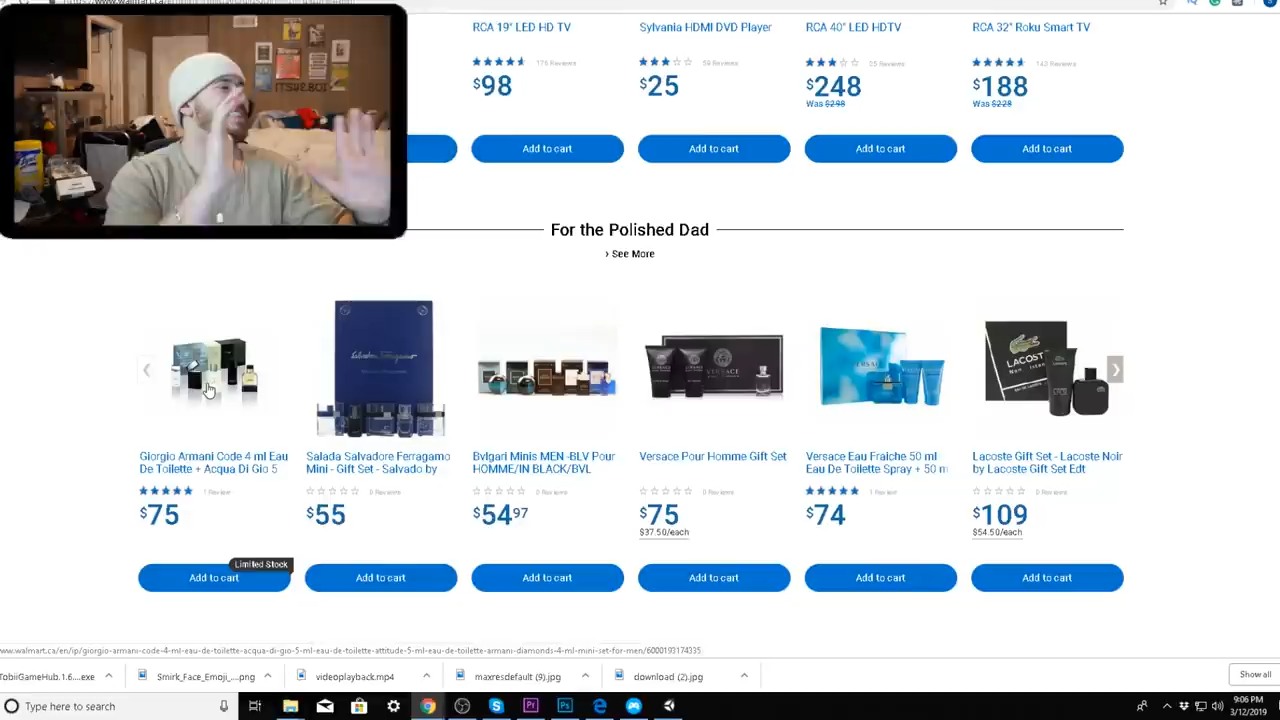 RCA 19" LED HD TV
Sylvania HDMI DVD Player
RCA 40" LED HDTV
RCA 32" Roku Smart TV
176 Reviews
143 Reviews
$98
$25
$248
$188
Was $298
Was $228
Add to cart
Add to cart
Add to cart
Add to cart
For the Polished Dad
› See More
Salvatore Ferragamo
VERSACE
VERSACE
LACOSTE
Giorgio Armani Code 4 ml Eau
De Toilette + Acqua Di Gio 5
Salada Salvadore Ferragamo
Mini - Gift Set - Salvado by
Bvlgari Minis MEN -BLV Pour
HOMME/IN BLACK/BVL
Versace Pour Homme Gift Set
Versace Eau Fraiche 50 ml
Eau De Toilette Spray + 50 m
Lacoste Gift Set - Lacoste Noir
by Lacoste Gift Set Edt
1 Review
0 Reviews
0 Reviews
0 Reviews
1 Review
0 Reviews
$75
$55
$54 97
$75
$74
$109
$37.50/each
$54.50/each
Limited Stock
Add to cart
Add to cart
Add to cart
Add to cart
Add to cart
Add to cart
www.walmart.ca/en/ip/giorgio-armani-code-4-ml-eau-de-toilette-acqua-di-gio-5-ml-eau-de-toilette-attitude-5-ml-eau-de-toilette-armani-diamonds-4-ml-mini-set-for-men/6000193174335
TobiiGameHub.1.6....exe
Smirk_Face_Emoji_....png
videoplayback.mp4
maxresdefault (9).jpg
download (2).jpg
Show all
Type here to search
Pr
Ps
9:06 PM
3/12/2019